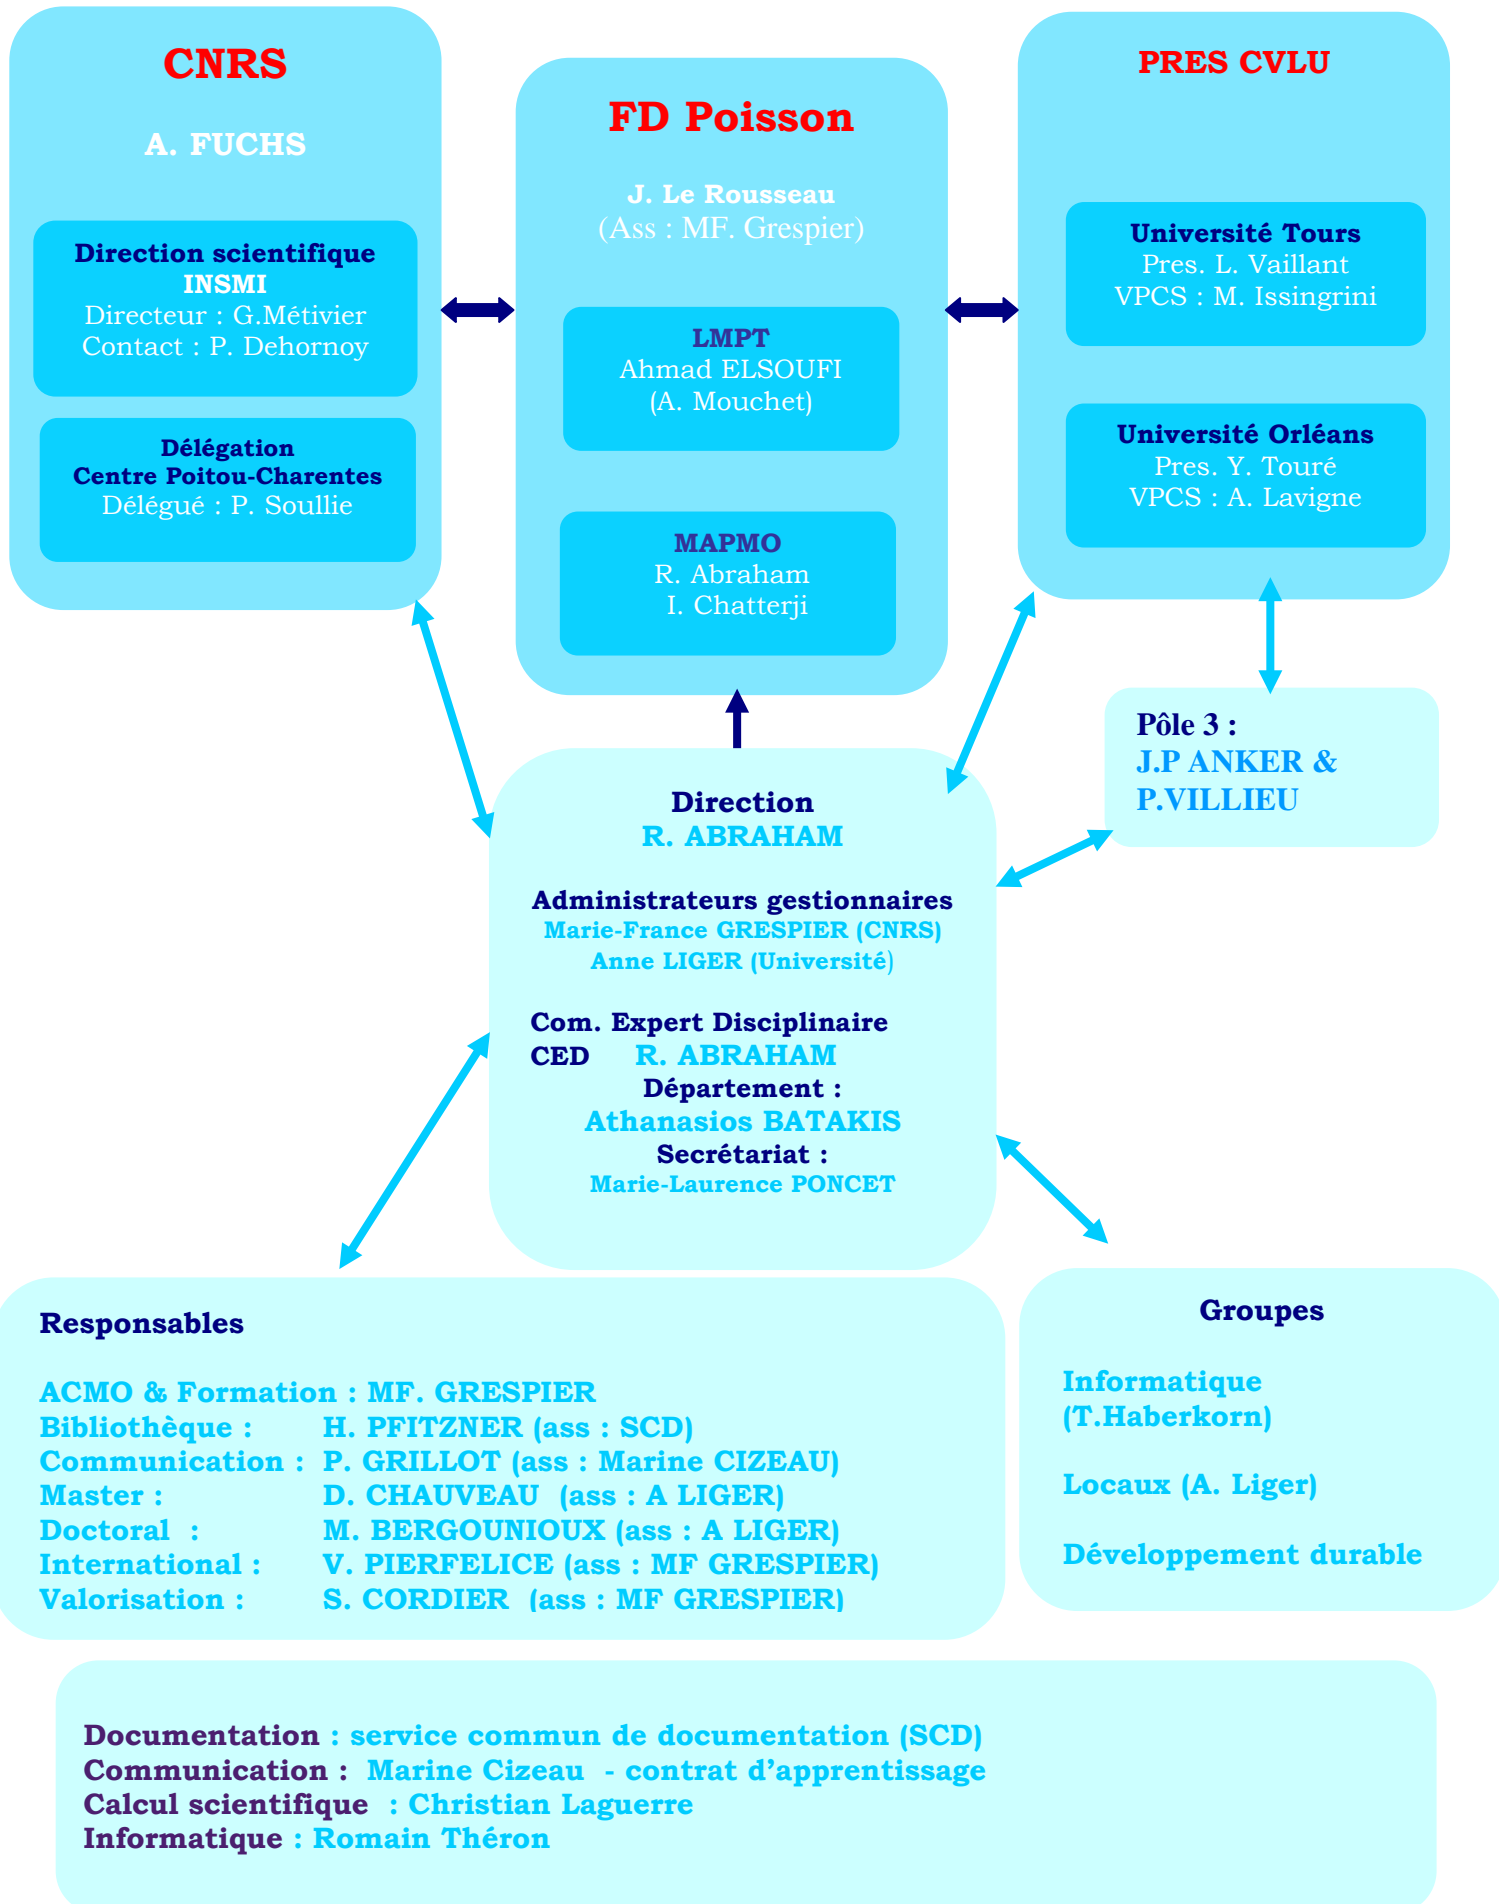 CNRS
A. FUCHS
Direction scientifique
INSMI
Directeur : G.Métivier
Contact : P. Dehornoy
Délégation
Centre Poitou-Charentes
Délégué : P. Soullie
FD Poisson
J. Le Rousseau
(Ass : MF. Grespier)
LMPT
Ahmad ELSOUFI
(A. Mouchet)
MAPMO
R. Abraham
I. Chatterji
PRES CVLU
Université Tours
Pres. L. Vaillant
VPCS : M. Issingrini
Université Orléans
Pres. Y. Touré
VPCS : A. Lavigne
Pôle 3 :
J.P ANKER &
P.VILLIEU
Direction
R. ABRAHAM
Administrateurs gestionnaires
Marie-France GRESPIER (CNRS)
Anne LIGER (Université)
Com. Expert Disciplinaire
CED R. ABRAHAM
Département :
Athanasios BATAKIS
Secrétariat :
Marie-Laurence PONCET
Responsables
ACMO & Formation : MF. GRESPIER
Bibliothèque : H. PFITZNER (ass : SCD)
Communication : P. GRILLOT (ass : Marine CIZEAU)
Master : D. CHAUVEAU (ass : A LIGER)
Doctoral : M. BERGOUNIOUX (ass : A LIGER)
International : V. PIERFELICE (ass : MF GRESPIER)
Valorisation : S. CORDIER (ass : MF GRESPIER)
Groupes
Informatique
(T.Haberkorn)
Locaux (A. Liger)
Développement durable
Documentation : service commun de documentation (SCD)
Communication : Marine Cizeau - contrat d’apprentissage
Calcul scientifique : Christian Laguerre
Informatique : Romain Théron